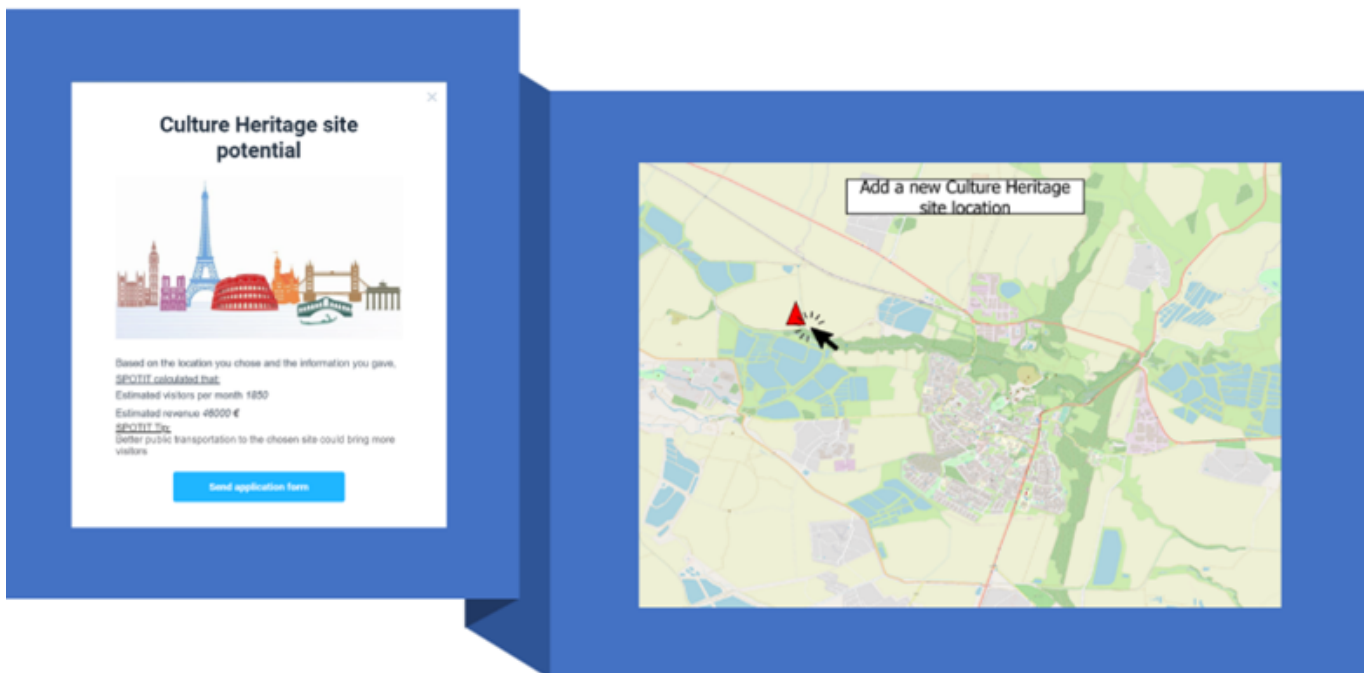 Culture Heritage site
potential
Based on the location you chose and the information you gave,
SPOTIT calculated that:
Estimated visitors per month 1850
Estimated revenue 46000 €
SPOTIT Tip:
Better public transportation to the chosen site could bring more
visitors
Send application form
Add a new Culture Heritage
site location